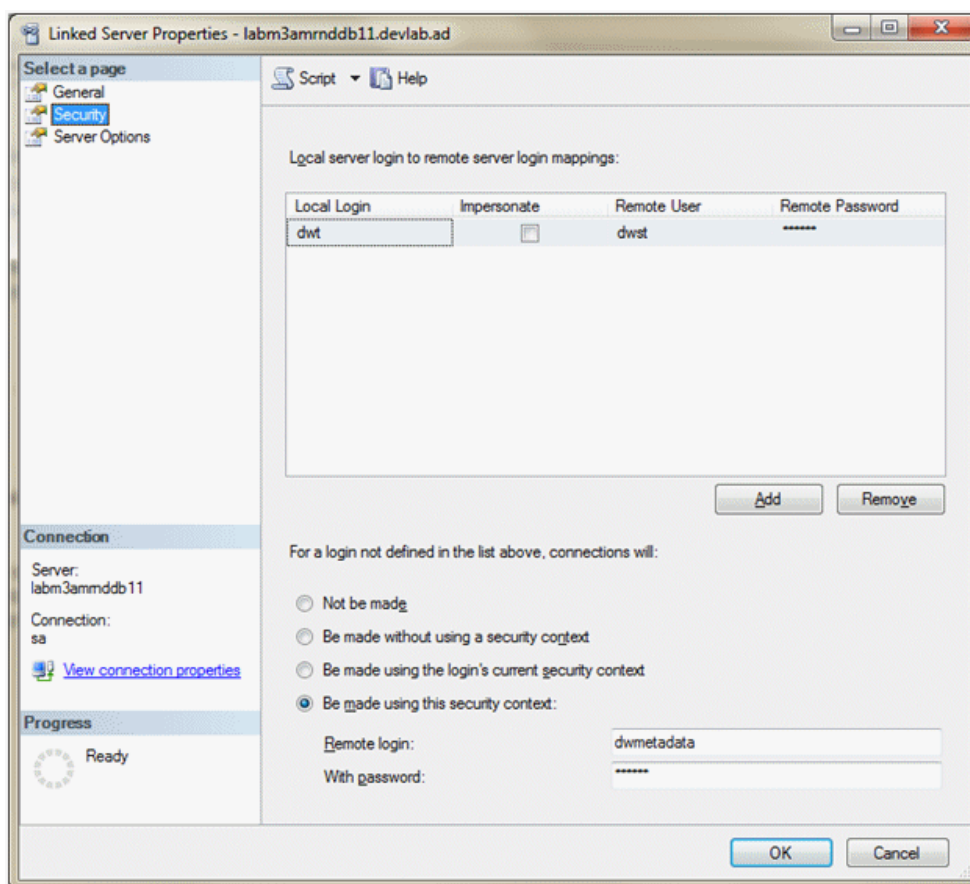 Linked Server Properties - labm3amrnddb11.devlab.ad
Select a page
General
Security
Server Options
Script
Help
Local server login to remote server login mappings:
Local Login Impersonate Remote User Remote Password
dwt dwst ******
Add Remove
Connection
Server:
labm3amrnddb11
Connection:
sa
View connection properties
Progress
Ready
For a login not defined in the list above, connections will:
Not be made
Be made without using a security context
Be made using the login's current security context
Be made using this security context:
Remote login: dwmetadata
With password: ******
OK Cancel